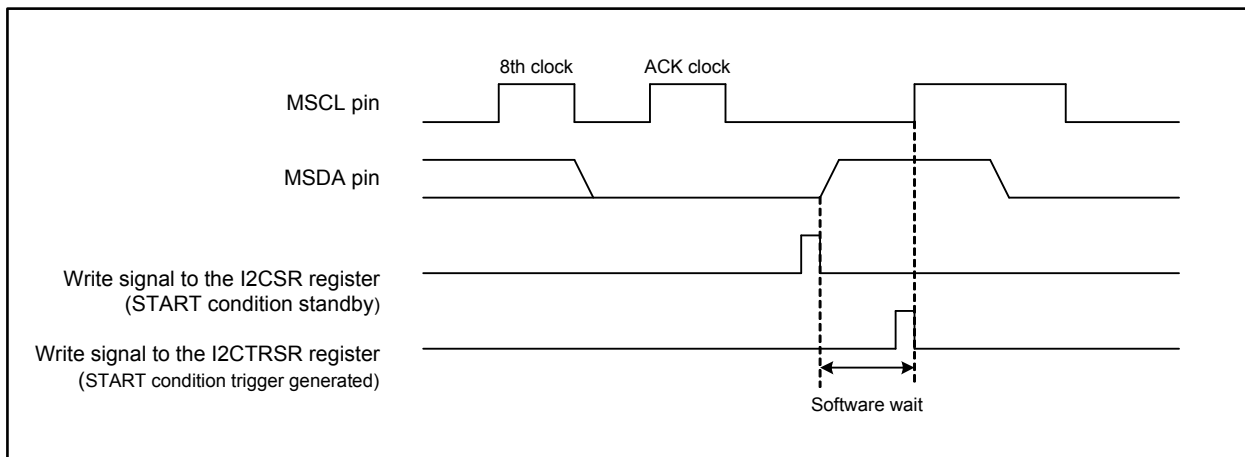 8th clock
ACK clock
MSCL pin
MSDA pin
Write signal to the I2CSR register
(START condition standby)
Write signal to the I2CTRSR register
(START condition trigger generated)
Software wait